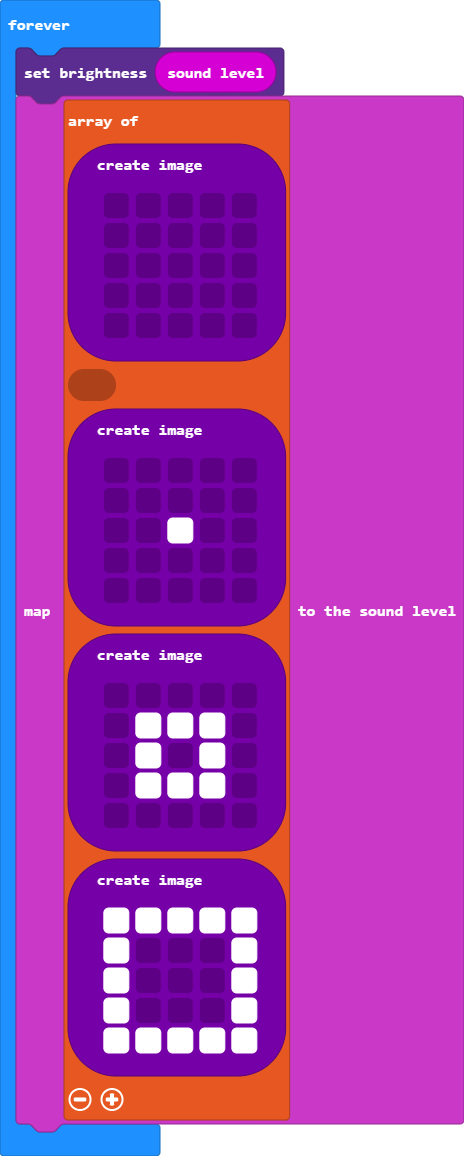 forever
set brightness sound level
array of
create image
create image
create image
map to the sound level
create image